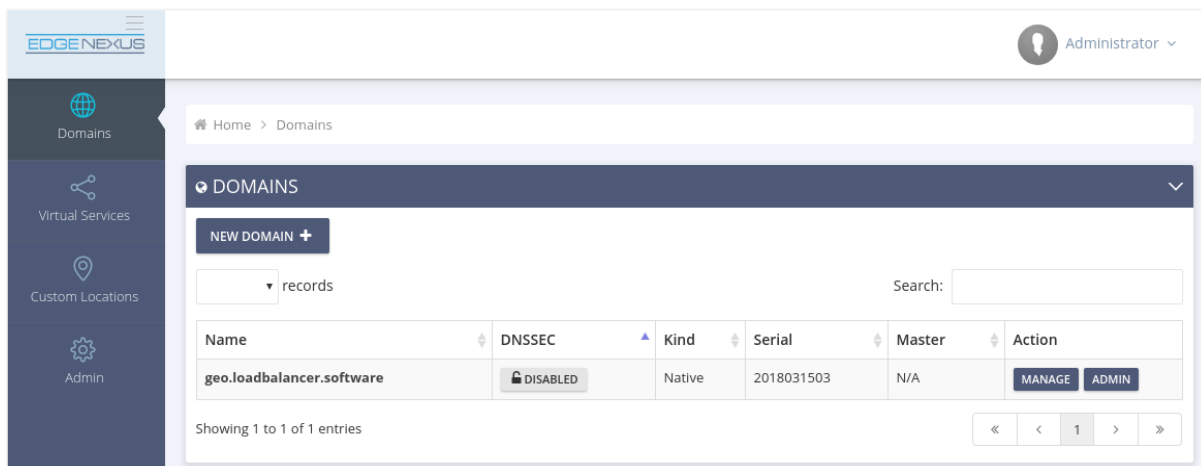 EDGENEXUS
Administrator
Domains
Home > Domains
DOMAINS
Virtual Services
NEW DOMAIN +
Custom Locations
records Search:
Name DNSSEC Kind Serial Master Action
Admin
geo.loadbalancer.software DISABLED Native 2018031503 N/A MANAGE ADMIN
Showing 1 to 1 of 1 entries « < 1 > »